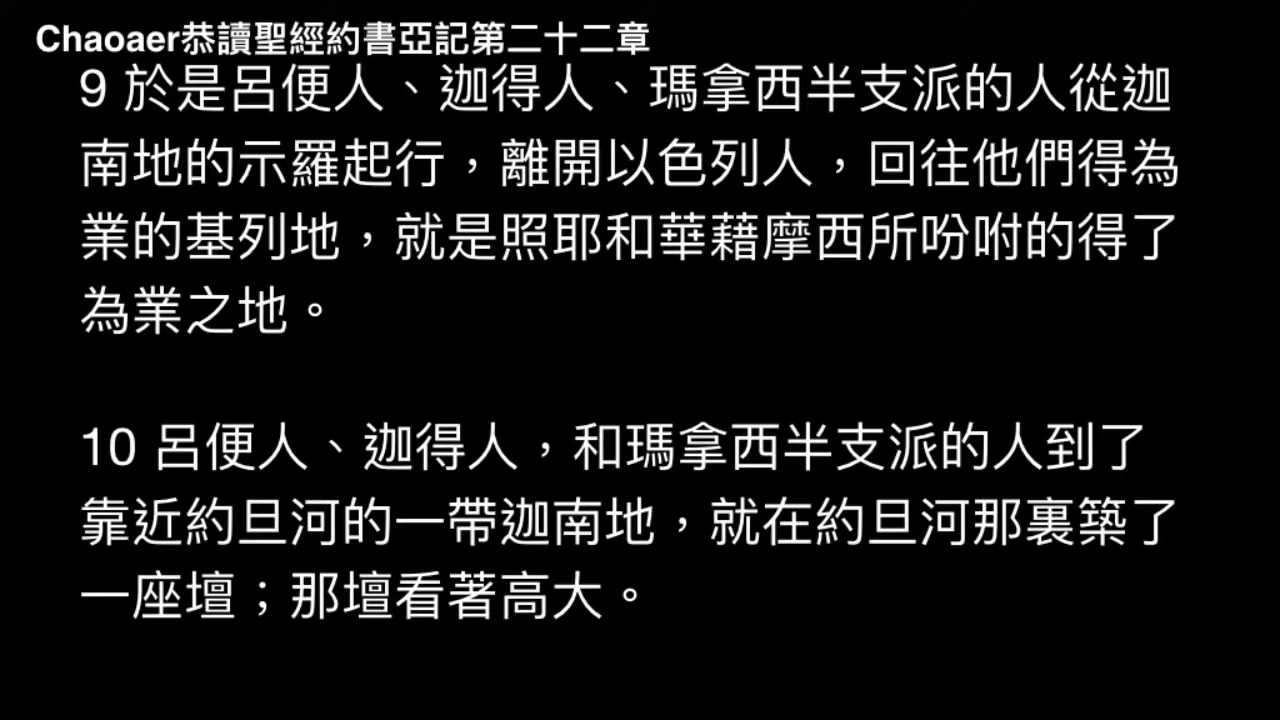 Chaoaer恭讀聖經約書亞記第二十二章
9 於是呂便人、迦得人、瑪拿西半支派的人從迦
南地的示羅起行，離開以色列人，回往他們得為
業的基列地，就是照耶和華藉摩西所吩咐的得了
為業之地。
10 呂便人、迦得人，和瑪拿西半支派的人到了
靠近約旦河的一帶迦南地，就在約旦河那裏築了
一座壇；那壇看著高大。